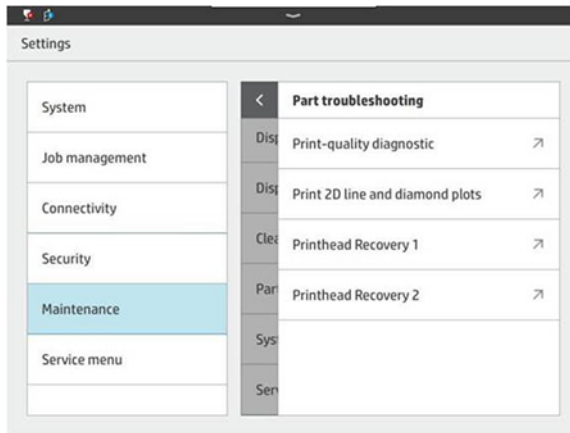 Settings
System
Job management
Connectivity
Security
Maintenance
Service menu
Part troubleshooting
Print-quality diagnostic
Print 2D line and diamond plots
Printhead Recovery 1
Printhead Recovery 2